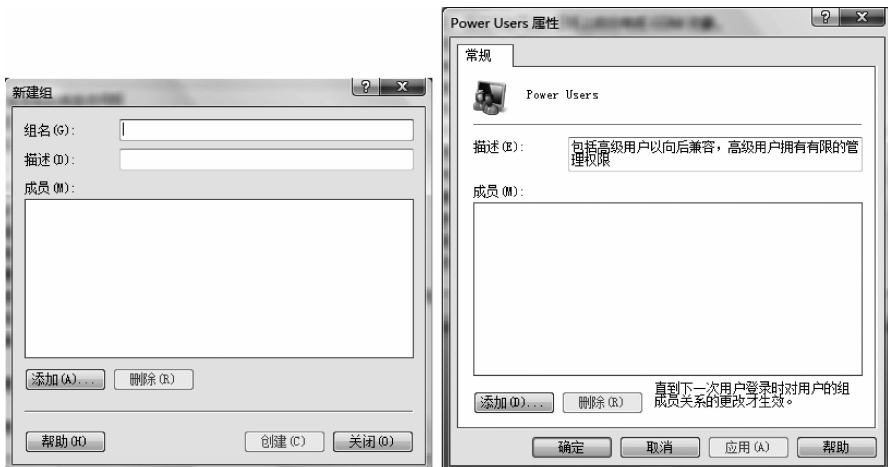 新建组
组名(G):
描述(D):
成员(M):
添加(A)...
删除(R)
帮助(H)
创建(C)
关闭(O)
Power Users 属性
常规
Power Users
描述(E):
包括高级用户以向后兼容，高级用户拥有有限的管
理权限
成员(M):
添加(D)...
删除(R)
直到下一次用户登录时对用户的组
成员关系的更改才生效。
确定
取消
应用(A)
帮助